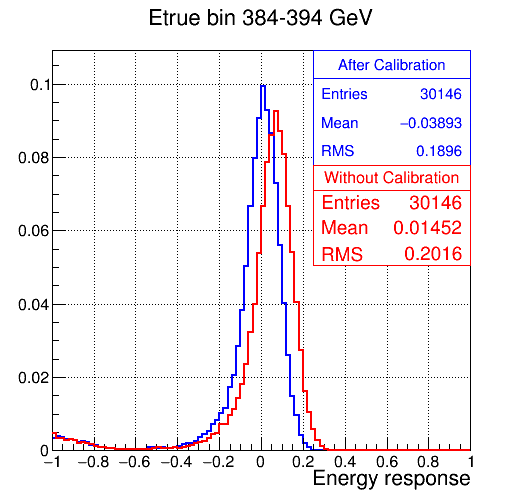 Etrue bin 384-394 GeV
After Calibration
Entries 30146
Mean −0.03893
RMS 0.1896
Without Calibration
Entries 30146
Mean 0.01452
RMS 0.2016
0.1
0.08
0.06
0.04
0.02
0
−1 −0.8 −0.6 −0.4 −0.2 0 0.2 0.4 0.6 0.8 1
Energy response